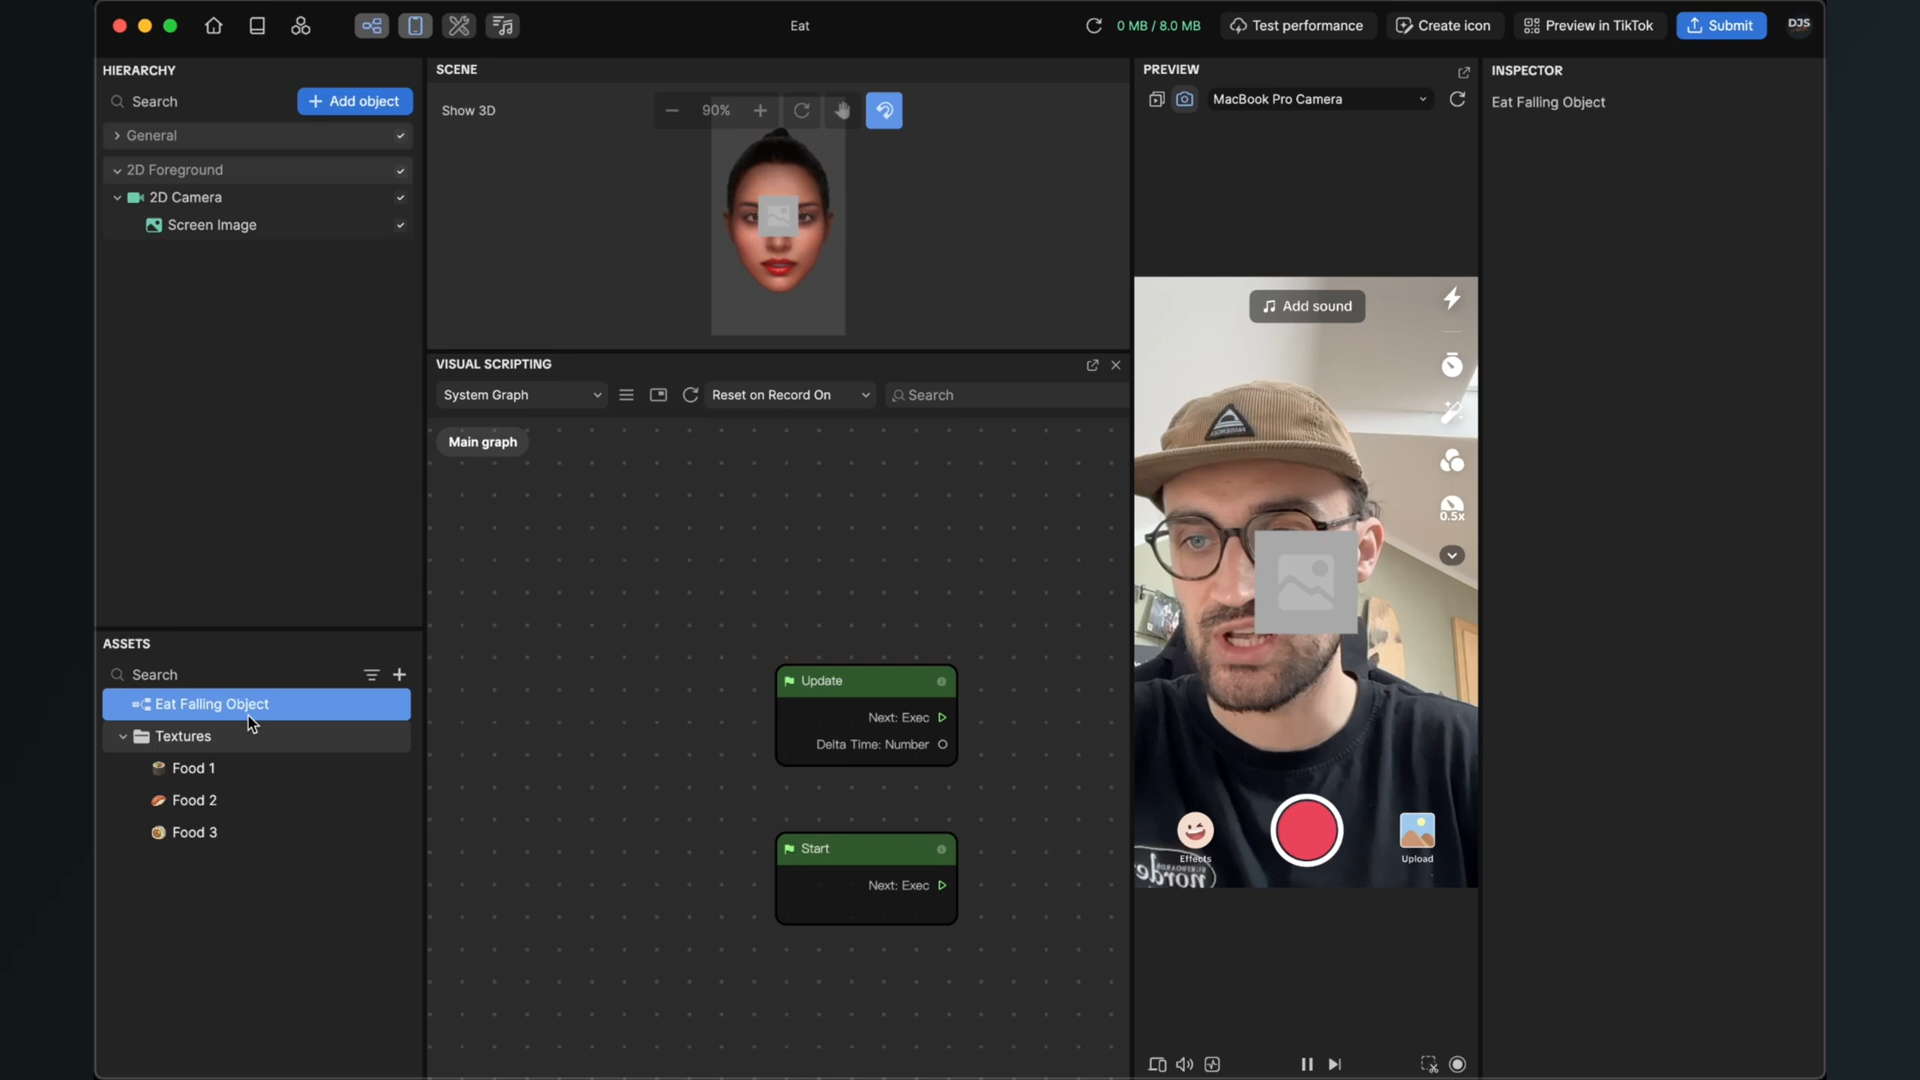 Eat
0 MB / 8.0 MB
Test performance
Create icon
Preview in TikTok
Submit
DJS
HIERARCHY
Search
Add object
General
2D Foreground
2D Camera
Screen Image
ASSETS
Search
Eat Falling Object
Textures
Food 1
Food 2
Food 3
SCENE
Show 3D
90%
VISUAL SCRIPTING
System Graph
Reset on Record On
Search
Main graph
Update
Next: Exec
Delta Time: Number
Start
Next: Exec
PREVIEW
MacBook Pro Camera
Add sound
0.5x
Effects
Upload
INSPECTOR
Eat Falling Object